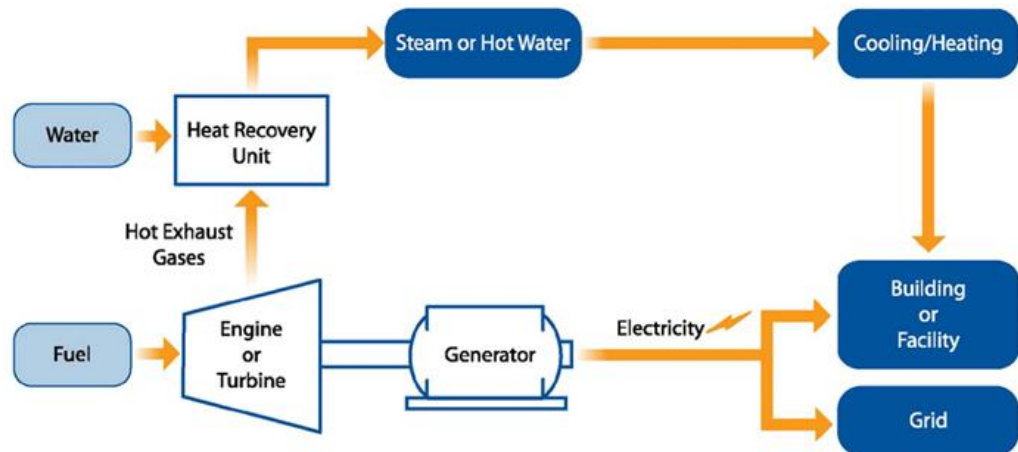 Steam or Hot Water
Cooling/Heating
Water
Heat Recovery
Unit
Hot Exhaust
Gases
Fuel
Engine
or
Turbine
Generator
Electricity
Building
or
Facility
Grid